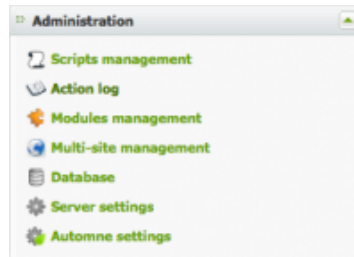 Administration
Scripts management
Action log
Modules management
Multi-site management
Database
Server settings
Automne settings